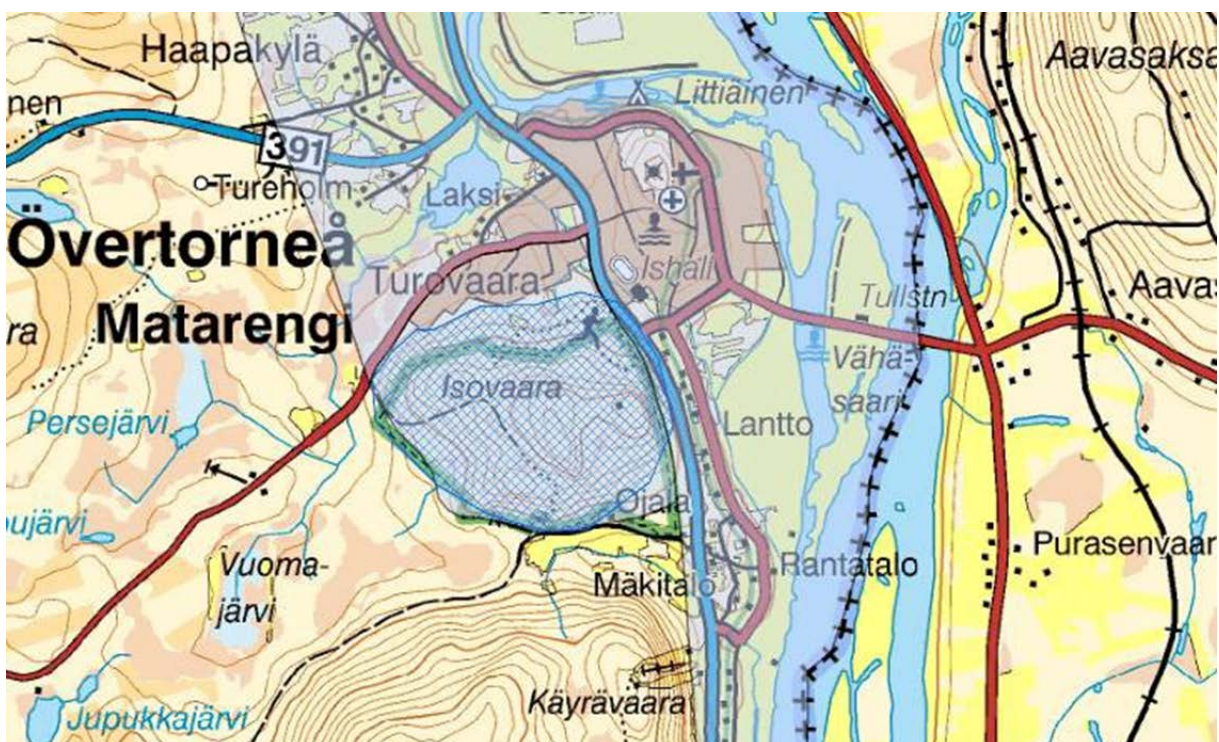 Haapakylä
Littiäinen
Aavasaksa
nen
391
Tureholm
Laksi
Övertorneå
Turovaara
Ishall
Tullstn
Aavas
Matarengi
ra
Vähä-
saari
Isovaara
Persejärvi
Lantto
Ojala
ujärvi
Vuoma-
järvi
Mäkitalo
Rantatalo
Purasenvaar
Käyrävaara
Jupukkajärvi